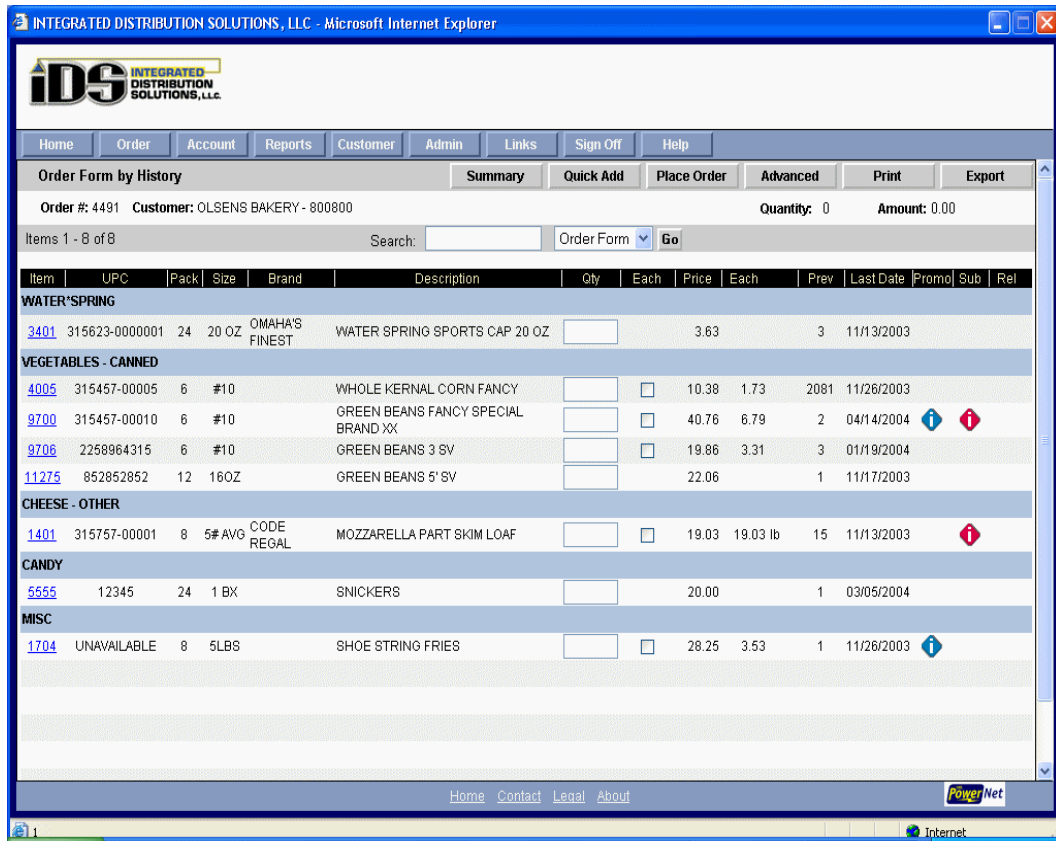 INTEGRATED DISTRIBUTION SOLUTIONS, LLC - Microsoft Internet Explorer
iDS INTEGRATED DISTRIBUTION SOLUTIONS, L.L.C.
Home Order Account Reports Customer Admin Links Sign Off Help
Order Form by History Summary Quick Add Place Order Advanced Print Export
Order #: 4491 Customer: OLSENS BAKERY - 800800 Quantity: 0 Amount: 0.00
Items 1 - 8 of 8 Search: Order Form Go
Item UPC Pack Size Brand Description Qty Each Price Each Prev Last Date Promo Sub Rel
WATER*SPRING
3401 315623-0000001 24 20 OZ OMAHA'S FINEST WATER SPRING SPORTS CAP 20 OZ 3.63 3 11/13/2003
VEGETABLES - CANNED
4005 315457-00005 6 #10 WHOLE KERNAL CORN FANCY 10.38 1.73 2081 11/26/2003
9700 315457-00010 6 #10 GREEN BEANS FANCY SPECIAL BRAND XX 40.76 6.79 2 04/14/2004 i i
9706 2258964315 6 #10 GREEN BEANS 3 SV 19.86 3.31 3 01/19/2004
11275 852852852 12 16OZ GREEN BEANS 5' SV 22.06 1 11/17/2003
CHEESE - OTHER
1401 315757-00001 8 5# AVG CODE REGAL MOZZARELLA PART SKIM LOAF 19.03 19.03 lb 15 11/13/2003 i
CANDY
5555 12345 24 1 BX SNICKERS 20.00 1 03/05/2004
MISC
1704 UNAVAILABLE 8 5LBS SHOE STRING FRIES 28.25 3.53 1 11/26/2003 i
Home Contact Legal About PowerNet
1 Internet